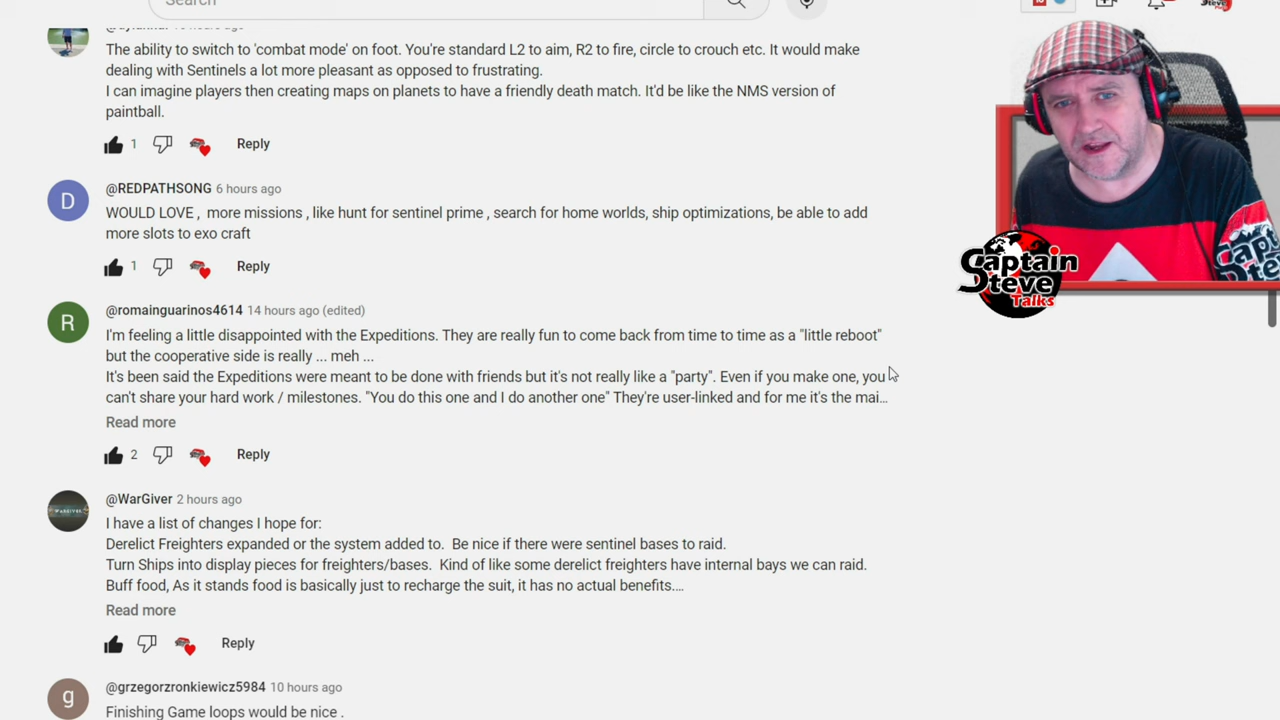 Search
The ability to switch to 'combat mode' on foot. You're standard L2 to aim, R2 to fire, circle to crouch etc. It would make
dealing with Sentinels a lot more pleasant as opposed to frustrating.
I can imagine players then creating maps on planets to have a friendly death match. It'd be like the NMS version of
paintball.
1
Reply
@REDPATHSONG 6 hours ago
D
WOULD LOVE , more missions , like hunt for sentinel prime , search for home worlds, ship optimizations, be able to add
more slots to exo craft
1
Reply
Captain
Steve
Talks
@romainguarinos4614 14 hours ago (edited)
R
I'm feeling a little disappointed with the Expeditions. They are really fun to come back from time to time as a "little reboot"
but the cooperative side is really ... meh ...
It's been said the Expeditions were meant to be done with friends but it's not really like a "party". Even if you make one, you
can't share your hard work / milestones. "You do this one and I do another one" They're user-linked and for me it's the mai...
Read more
2
Reply
@WarGiver 2 hours ago
I have a list of changes I hope for:
Derelict Freighters expanded or the system added to. Be nice if there were sentinel bases to raid.
Turn Ships into display pieces for freighters/bases. Kind of like some derelict freighters have internal bays we can raid.
Buff food, As it stands food is basically just to recharge the suit, it has no actual benefits....
Read more
Reply
@grzegorzronkiewicz5984 10 hours ago
g
Finishing Game loops would be nice .